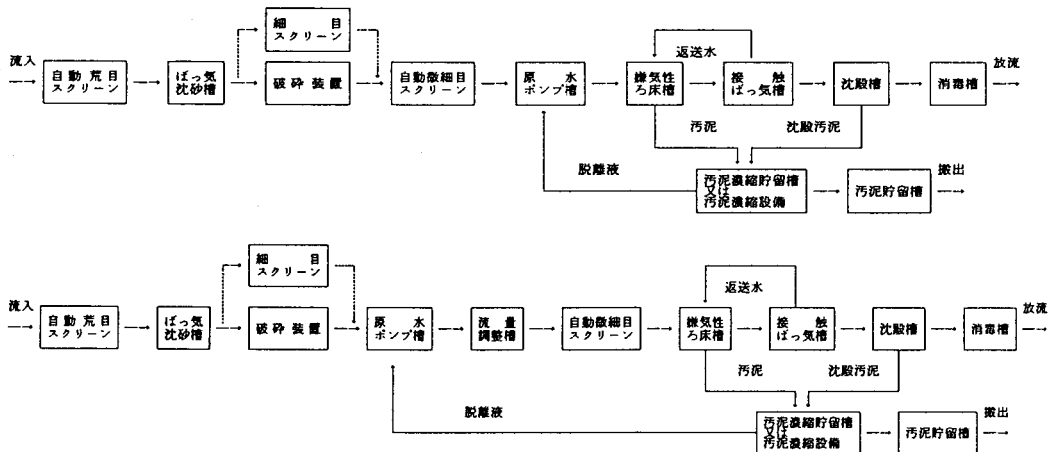 細目
スクリーン
返送水
流入
自動荒目
スクリーン
ばっ気
沈砂槽
破砕装置
自動微細目
スクリーン
原水
ポンプ槽
嫌気性
ろ床槽
接触
ばっ気槽
沈殿槽
消毒槽
放流
汚泥
沈殿汚泥
脱離液
汚泥濃縮貯留槽
又は
汚泥濃縮設備
汚泥貯留槽
搬出
細目
スクリーン
返送水
流入
自動荒目
スクリーン
ばっ気
沈砂槽
破砕装置
原水
ポンプ槽
流量
調整槽
自動微細目
スクリーン
嫌気性
ろ床槽
接触
ばっ気槽
沈殿槽
消毒槽
放流
汚泥
沈殿汚泥
脱離液
汚泥濃縮貯留槽
又は
汚泥濃縮設備
汚泥貯留槽
搬出